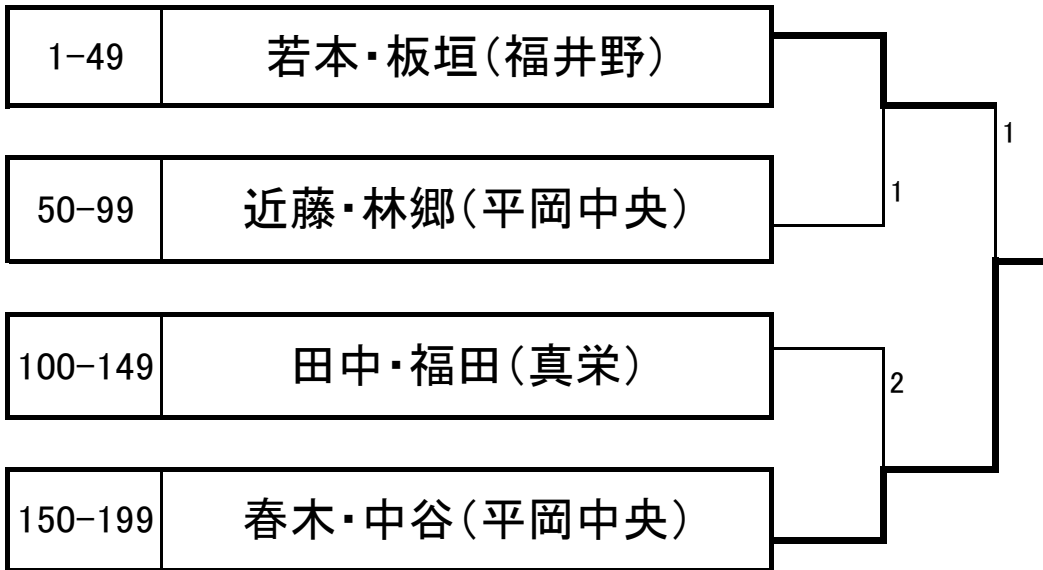 1-49 若本・板垣(福井野)
1
50-99 近藤・林郷(平岡中央)
1
100-149 田中・福田(真栄)
2
150-199 春木・中谷(平岡中央)